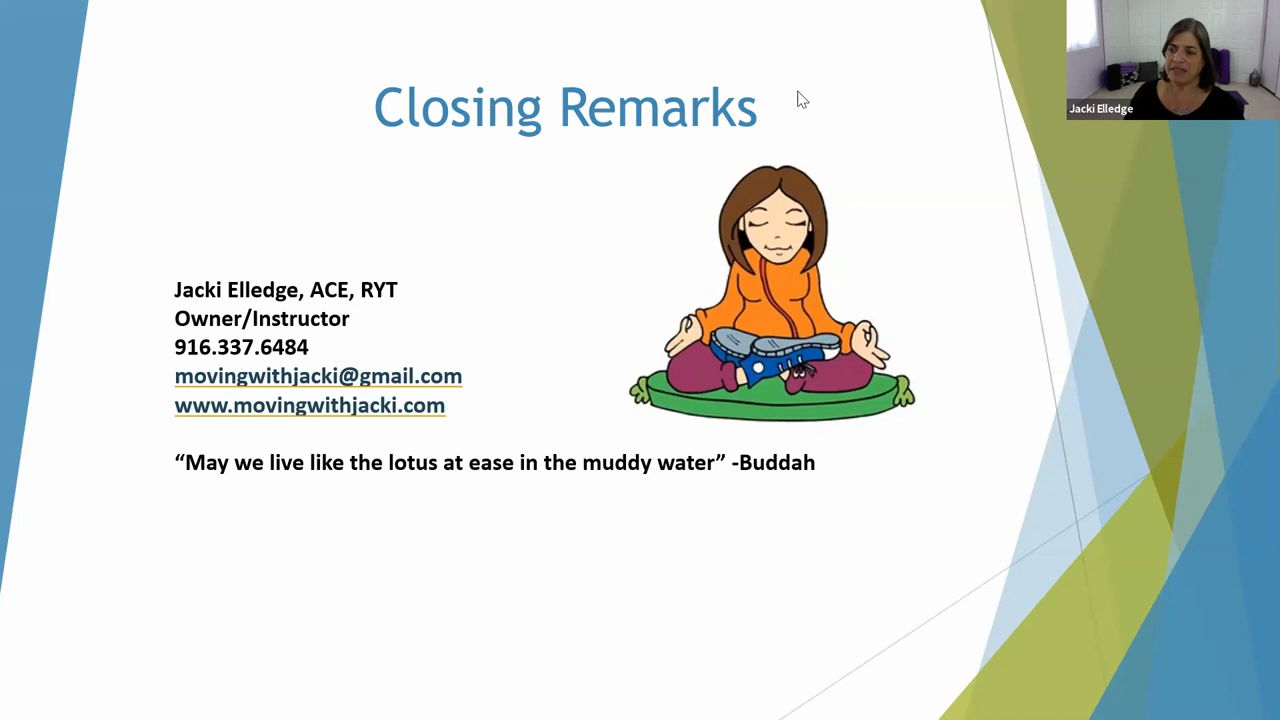 Closing Remarks
Jacki Elledge
Jacki Elledge, ACE, RYT
Owner/Instructor
916.337.6484
movingwithjacki@gmail.com
www.movingwithjacki.com
“May we live like the lotus at ease in the muddy water” -Buddah